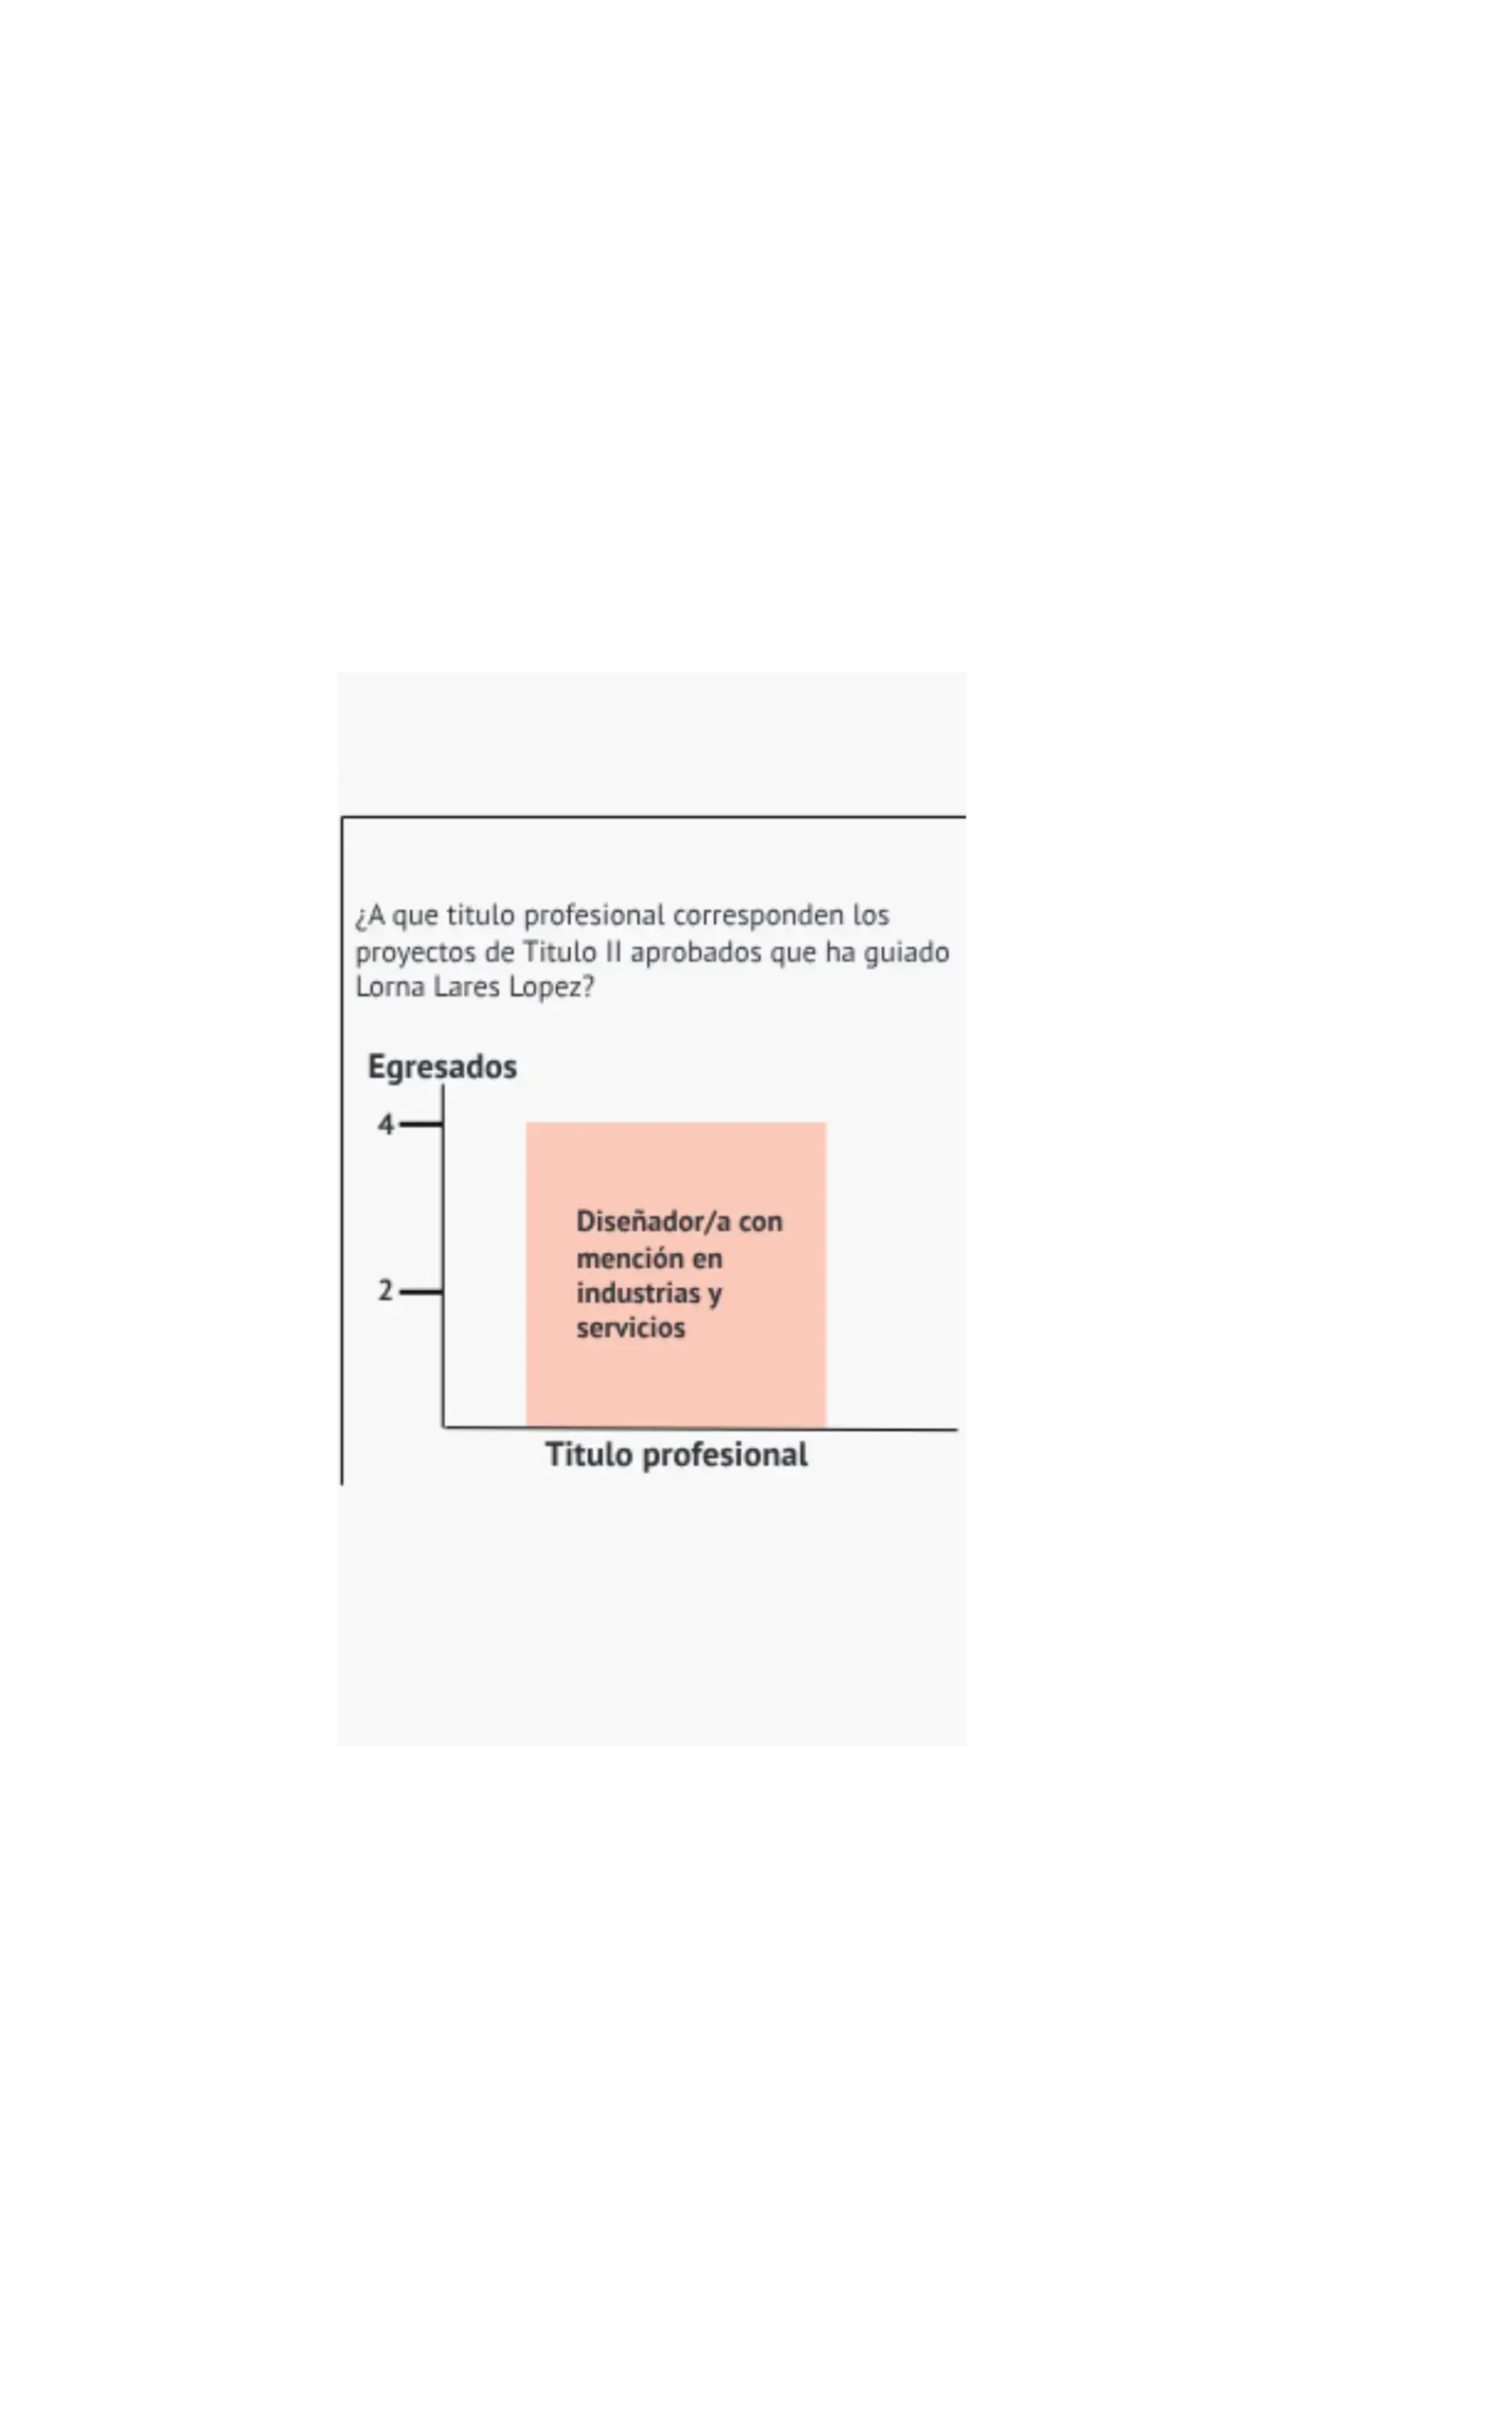 ¿A que titulo profesional corresponden los
proyectos de Titulo II aprobados que ha guiado
Lorna Lares Lopez?
Egresados
4
2
Diseñador/a con
mención en
industrias y
servicios
Titulo profesional